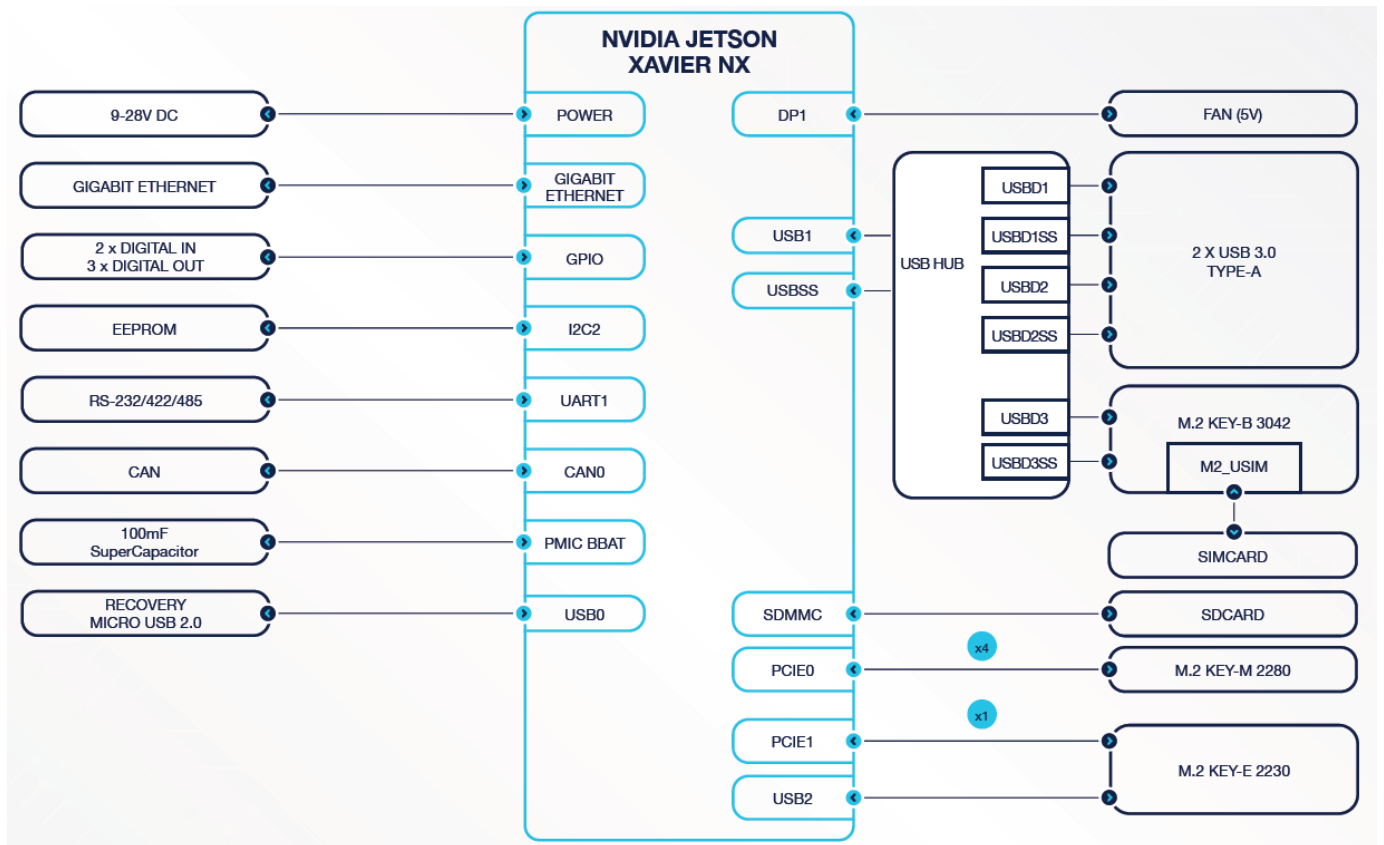 NVIDIA JETSON
XAVIER NX
9-28V DC
POWER
GIGABIT ETHERNET
GIGABIT
ETHERNET
2 x DIGITAL IN
3 x DIGITAL OUT
GPIO
EEPROM
I2C2
RS-232/422/485
UART1
CAN
CAN0
100mF
SuperCapacitor
PMIC BBAT
RECOVERY
MICRO USB 2.0
USB0
DP1
FAN (5V)
USB1
USBSS
USB HUB
USBD1
USBD1SS
USBD2
USBD2SS
USBD3
USBD3SS
2 X USB 3.0
TYPE-A
M.2 KEY-B 3042
M2_USIM
SIMCARD
SDMMC
SDCARD
PCIE0
x4
M.2 KEY-M 2280
PCIE1
x1
USB2
M.2 KEY-E 2230